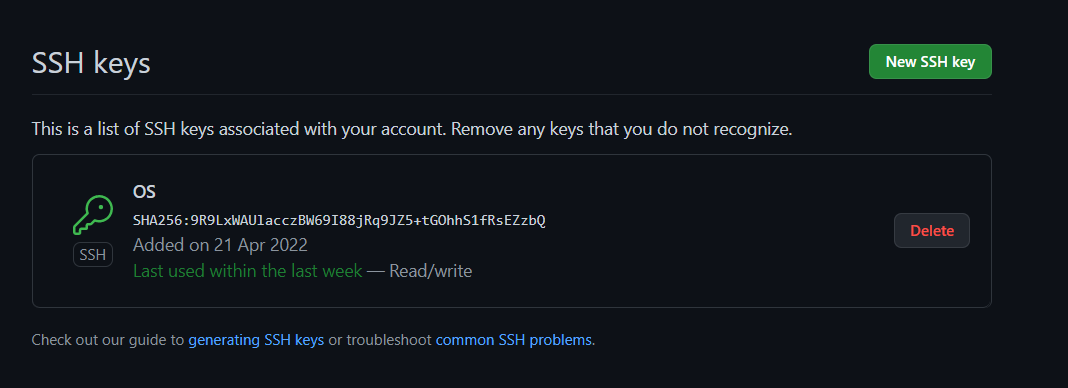 SSH keys
New SSH key
This is a list of SSH keys associated with your account. Remove any keys that you do not recognize.
OS
SHA256:9R9LxWAUlacczBW69I88jRq9JZ5+tGOhhS1fRsEZzbQ
Added on 21 Apr 2022
Last used within the last week — Read/write
SSH
Delete
Check out our guide to generating SSH keys or troubleshoot common SSH problems.